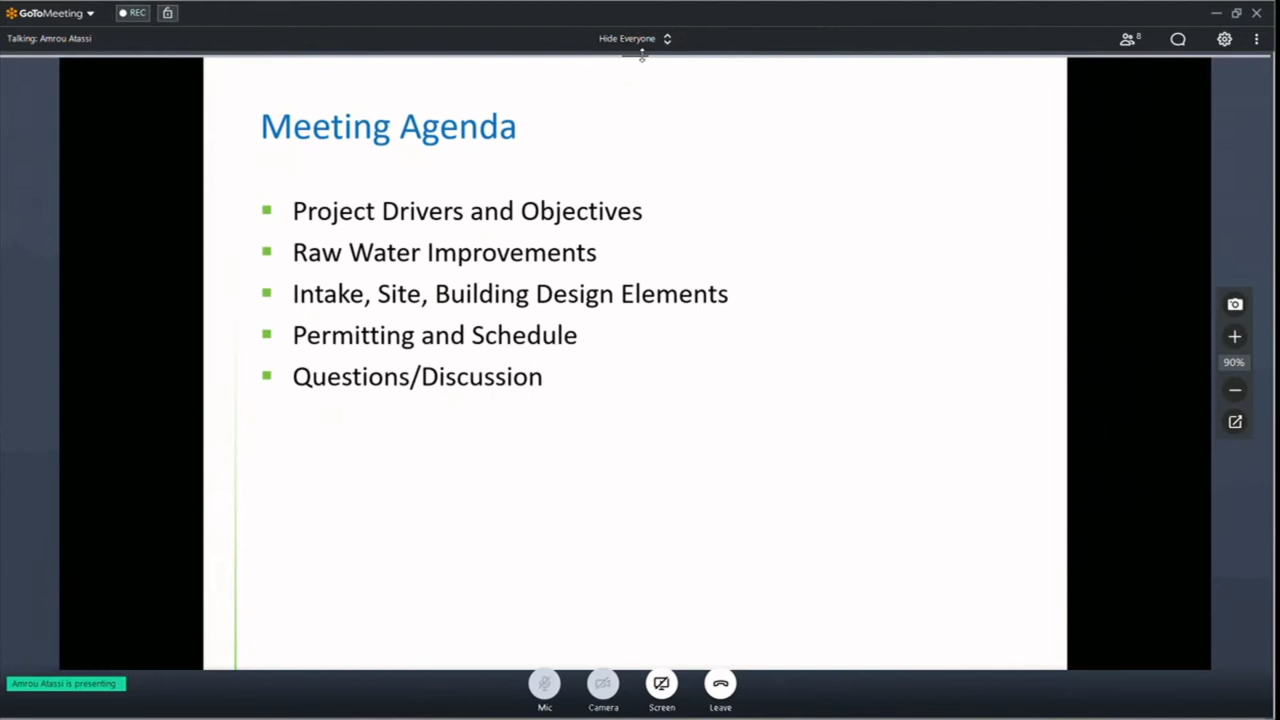 GoToMeeting
REC
Talking: Amrou Atassi
Hide Everyone
8
Meeting Agenda
Project Drivers and Objectives
Raw Water Improvements
Intake, Site, Building Design Elements
Permitting and Schedule
Questions/Discussion
90%
Amrou Atassi is presenting
Mic
Camera
Screen
Leave